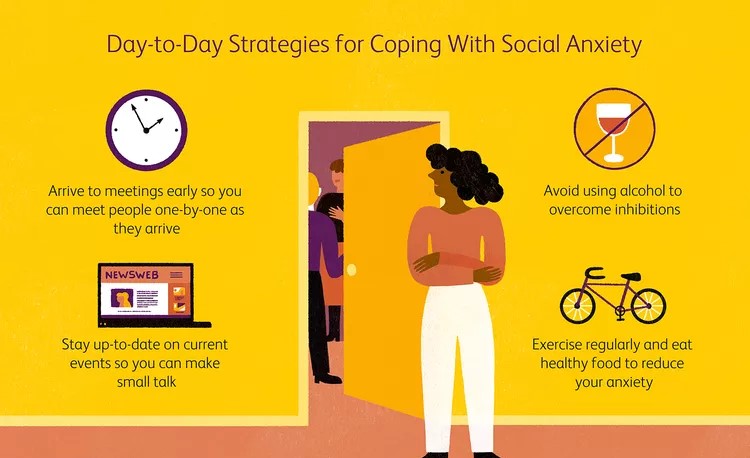 Day-to-Day Strategies for Coping With Social Anxiety
Arrive to meetings early so you
can meet people one-by-one as
they arrive
Avoid using alcohol to
overcome inhibitions
NEWSWEB
Stay up-to-date on current
events so you can make
small talk
Exercise regularly and eat
healthy food to reduce
your anxiety